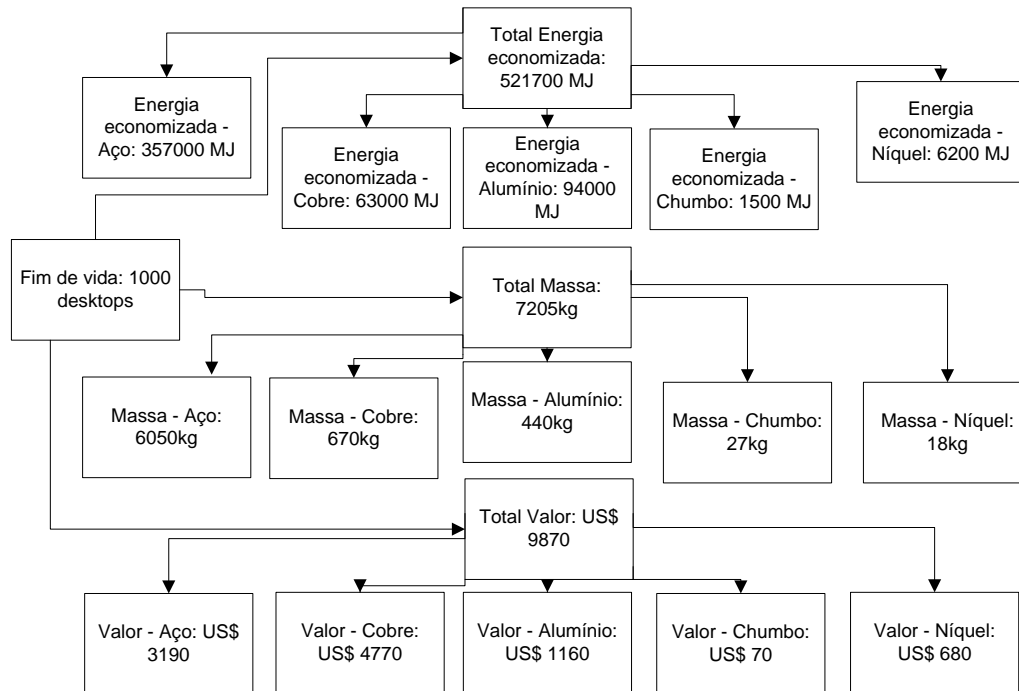 Total Energia
economizada:
521700 MJ
Energia
economizada -
Aço: 357000 MJ
Energia
economizada -
Cobre: 63000 MJ
Energia
economizada -
Alumínio: 94000
MJ
Energia
economizada -
Chumbo: 1500 MJ
Energia
economizada -
Níquel: 6200 MJ
Fim de vida: 1000
desktops
Total Massa:
7205kg
Massa - Aço:
6050kg
Massa - Cobre:
670kg
Massa - Alumínio:
440kg
Massa - Chumbo:
27kg
Massa - Níquel:
18kg
Total Valor: US$
9870
Valor - Aço: US$
3190
Valor - Cobre:
US$ 4770
Valor - Alumínio:
US$ 1160
Valor - Chumbo:
US$ 70
Valor - Níquel:
US$ 680